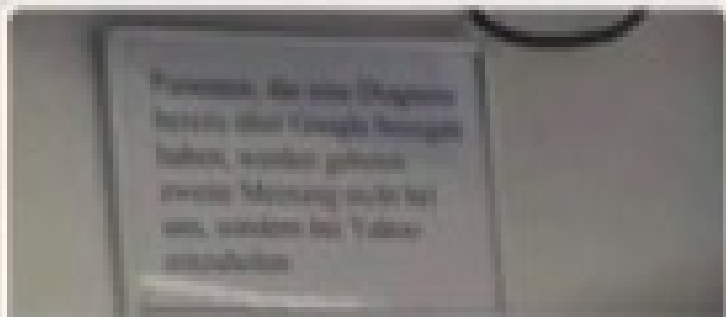 Patienten, die eine Diagnose
bereits über Google bezogen
haben, werden gebeten
zweite Meinung nicht bei
uns, sondern bei Yahoo
einzuholen